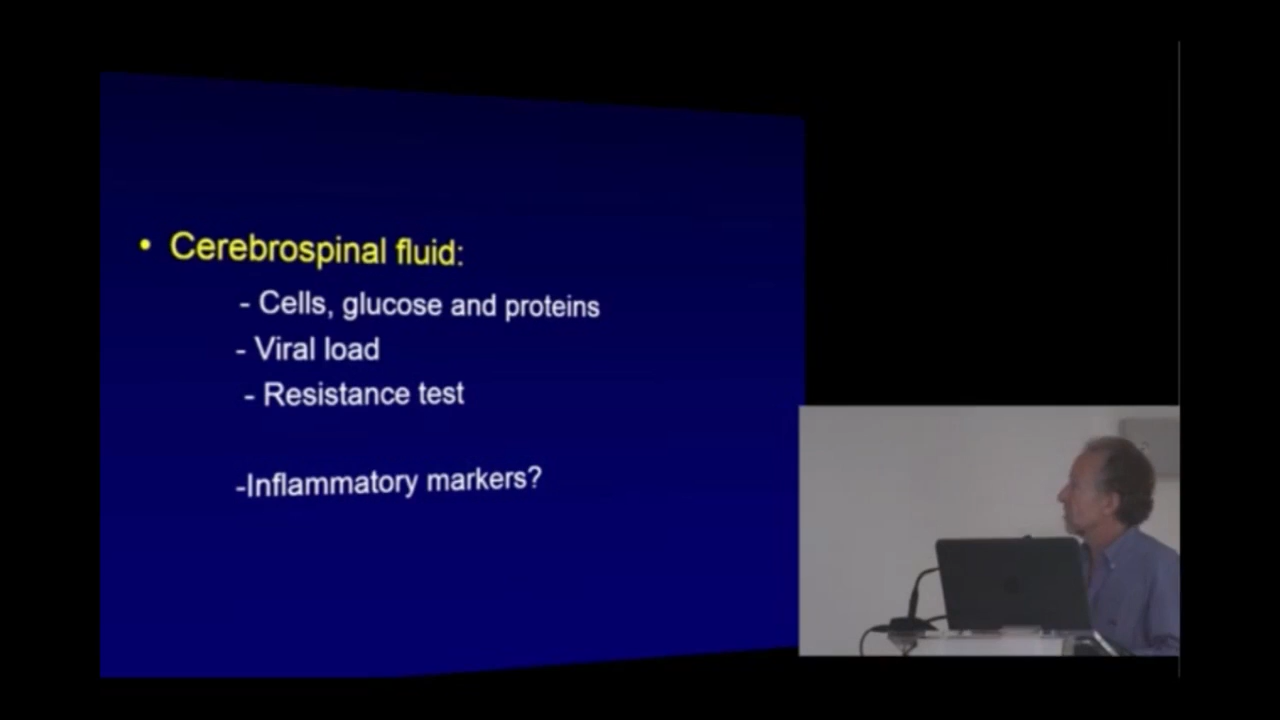 • Cerebrospinal fluid:
- Cells, glucose and proteins
- Viral load
- Resistance test
-Inflammatory markers?